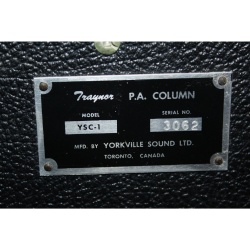 Traynor P.A. COLUMN
MODEL SERIAL NO
YSC-1 3062
MFD. BY YORKVILLE SOUND LTD.
TORONTO, CANADA